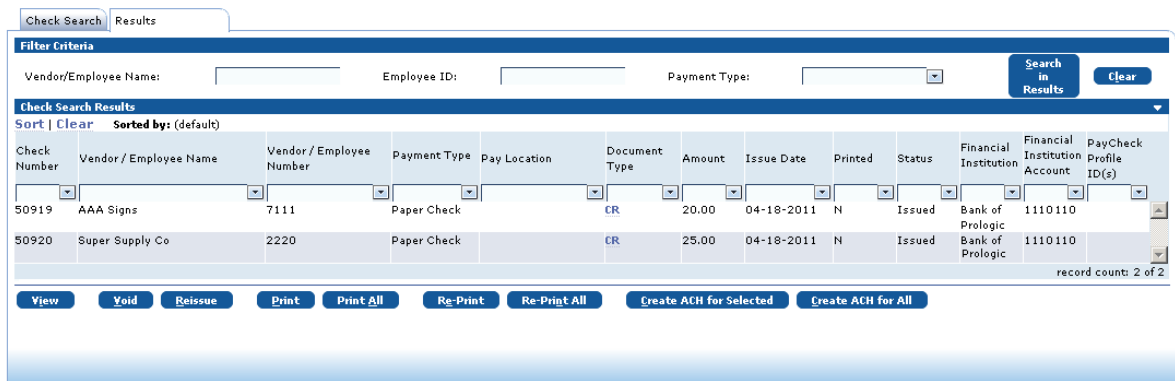 Check Search Results
Filter Criteria
Vendor/Employee Name: Employee ID: Payment Type: Search in Results Clear
Check Search Results
Sort | Clear Sorted by: (default)
Check Number Vendor / Employee Name Vendor / Employee Number Payment Type Pay Location Document Type Amount Issue Date Printed Status Financial Institution Financial Institution Account PayCheck Profile ID(s)
50919 AAA Signs 7111 Paper Check CR 20.00 04-18-2011 N Issued Bank of Prologic 1110110
50920 Super Supply Co 2220 Paper Check CR 25.00 04-18-2011 N Issued Bank of Prologic 1110110
record count: 2 of 2
View Void Reissue Print Print All Re-Print Re-Print All Create ACH for Selected Create ACH for All